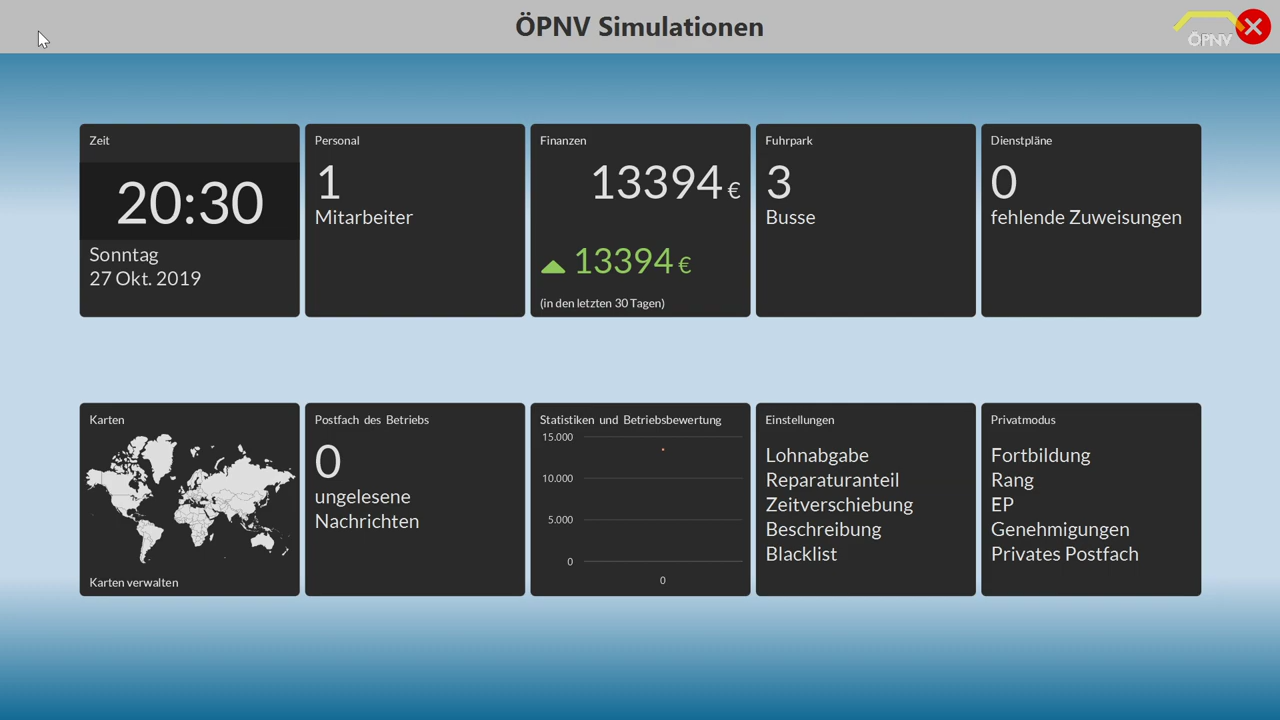 ÖPNV Simulationen
ÖPNV
Zeit
20:30
Sonntag
27 Okt. 2019
Personal
1
Mitarbeiter
Finanzen
13394 €
13394 €
(in den letzten 30 Tagen)
Fuhrpark
3
Busse
Dienstpläne
0
fehlende Zuweisungen
Karten
Karten verwalten
Postfach des Betriebs
0
ungelesene
Nachrichten
Statistiken und Betriebsbewertung
15.000
10.000
5.000
0
0
Einstellungen
Lohnabgabe
Reparaturanteil
Zeitverschiebung
Beschreibung
Blacklist
Privatmodus
Fortbildung
Rang
EP
Genehmigungen
Privates Postfach